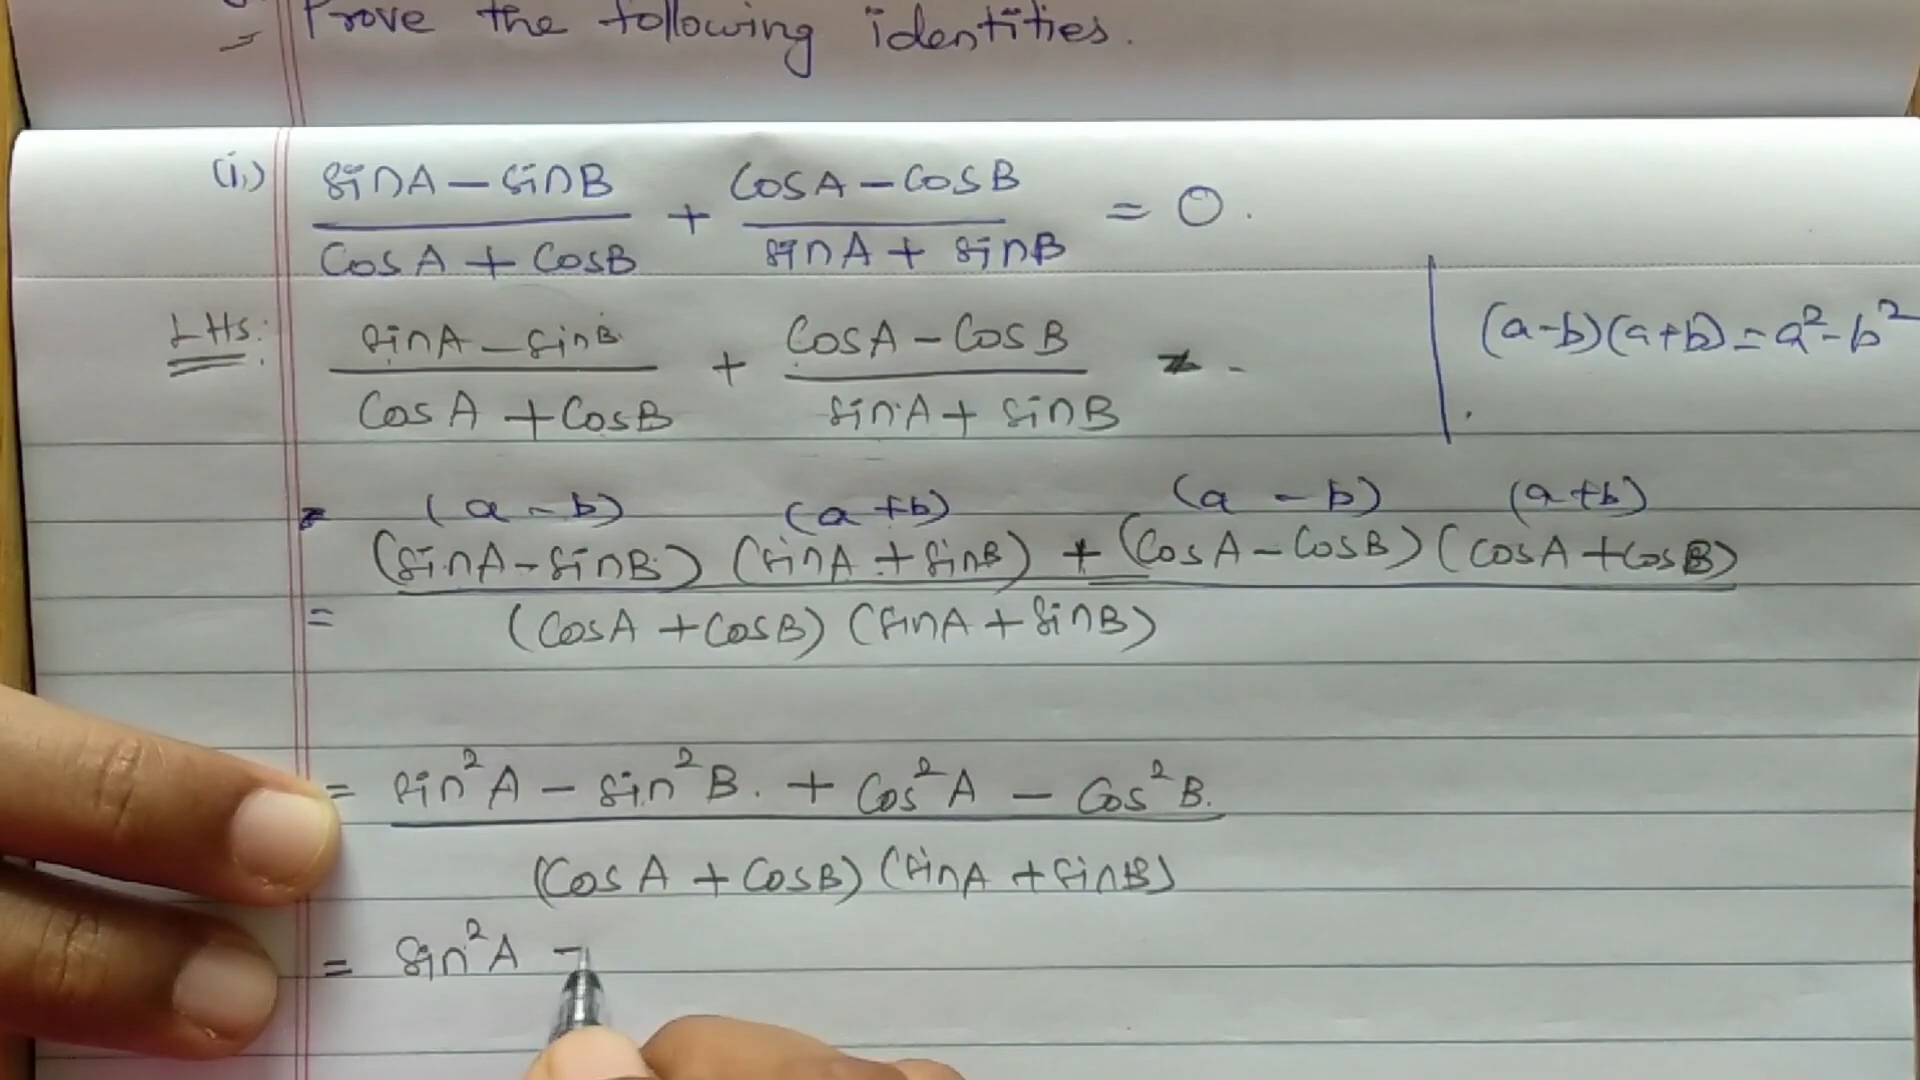 Prove the following identities.
(i) sinA - sinB / cosA + cosB + cosA - cosB / sinA + sinB = 0.
LHS: sinA - sinB / cosA + cosB + cosA - cosB / sinA + sinB
(a-b)(a+b) = a² - b²
(a - b) (a + b) (a - b) (a + b)
= (sinA - sinB) (sinA + sinB) + (cosA - cosB) (cosA + cosB)
(cosA + cosB) (sinA + sinB)
= sin²A - sin²B. + cos²A - cos²B.
(cosA + cosB) (sinA + sinB)
= sin²A -